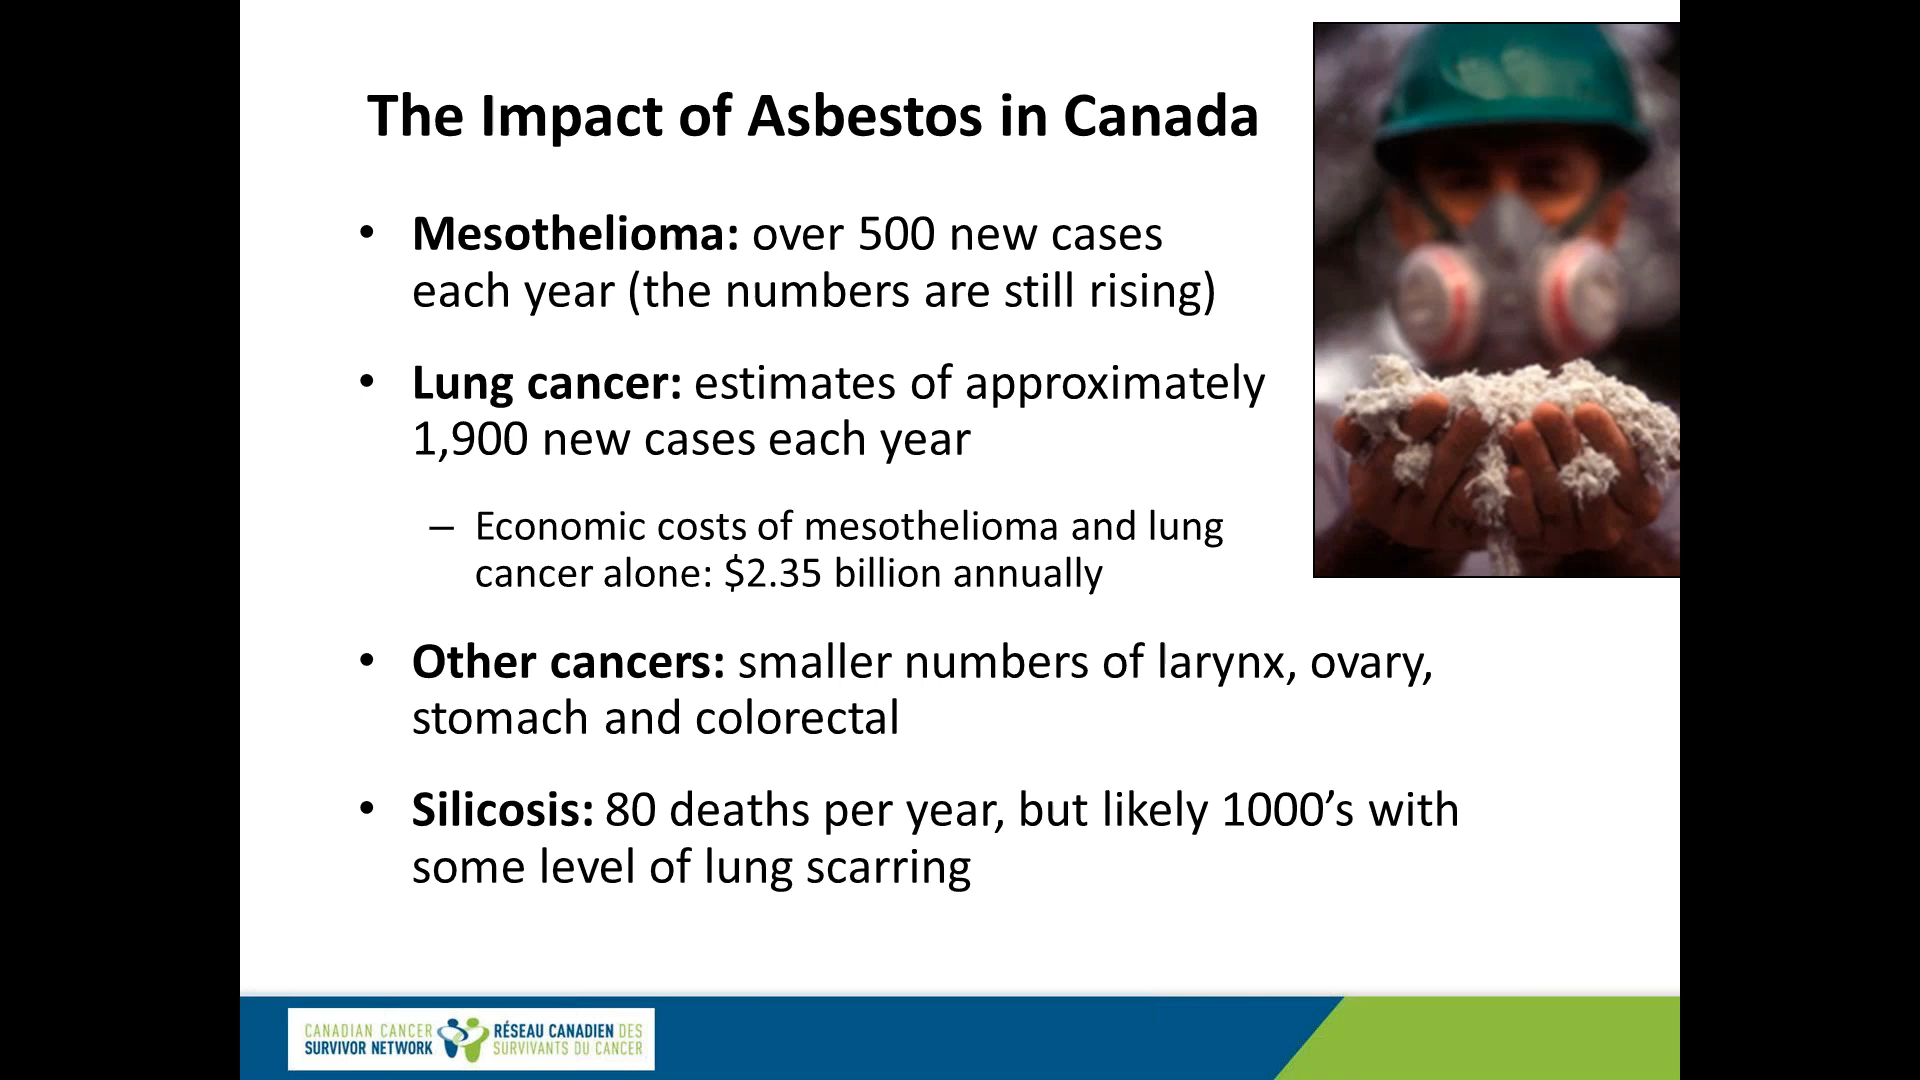 The Impact of Asbestos in Canada
• Mesothelioma: over 500 new cases
each year (the numbers are still rising)
• Lung cancer: estimates of approximately
1,900 new cases each year
– Economic costs of mesothelioma and lung
cancer alone: $2.35 billion annually
• Other cancers: smaller numbers of larynx, ovary,
stomach and colorectal
• Silicosis: 80 deaths per year, but likely 1000’s with
some level of lung scarring
CANADIAN CANCER
SURVIVOR NETWORK
RÉSEAU CANADIEN DES
SURVIVANTS DU CANCER